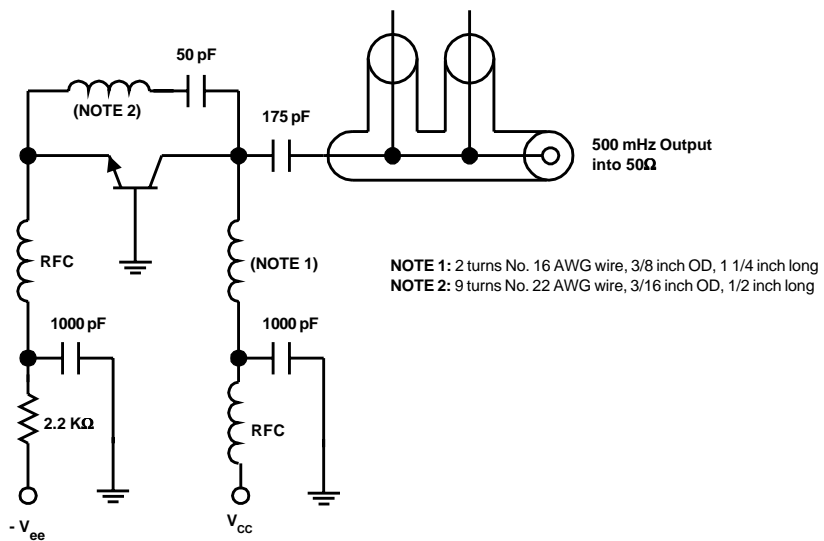 50 pF
(NOTE 2)
175 pF
500 mHz Output
into 50Ω
RFC
(NOTE 1)
NOTE 1: 2 turns No. 16 AWG wire, 3/8 inch OD, 1 1/4 inch long
NOTE 2: 9 turns No. 22 AWG wire, 3/16 inch OD, 1/2 inch long
1000 pF
1000 pF
2.2 KΩ
RFC
- Vee
VCC